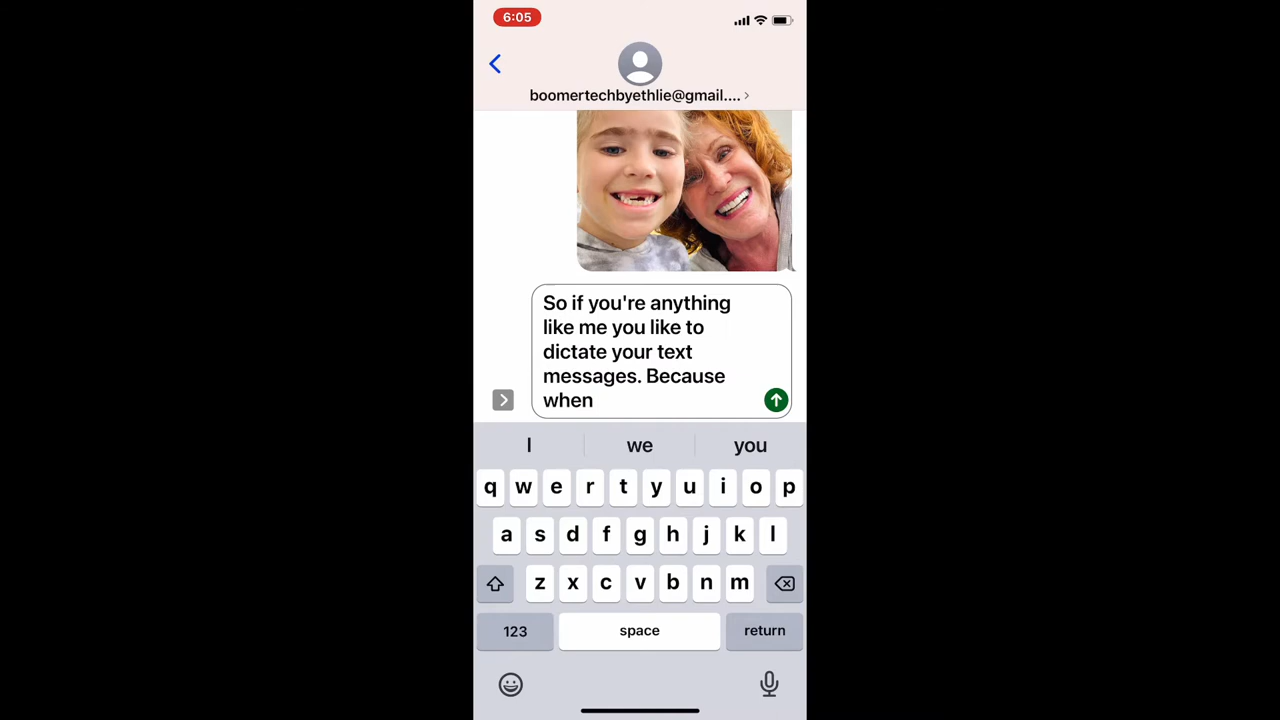 6:05
boomertechbyethlie@gmail.... >
So if you're anything
like me you like to
dictate your text
messages. Because
when
I we you
q w e r t y u i o p
a s d f g h j k l
z x c v b n m
123 space return